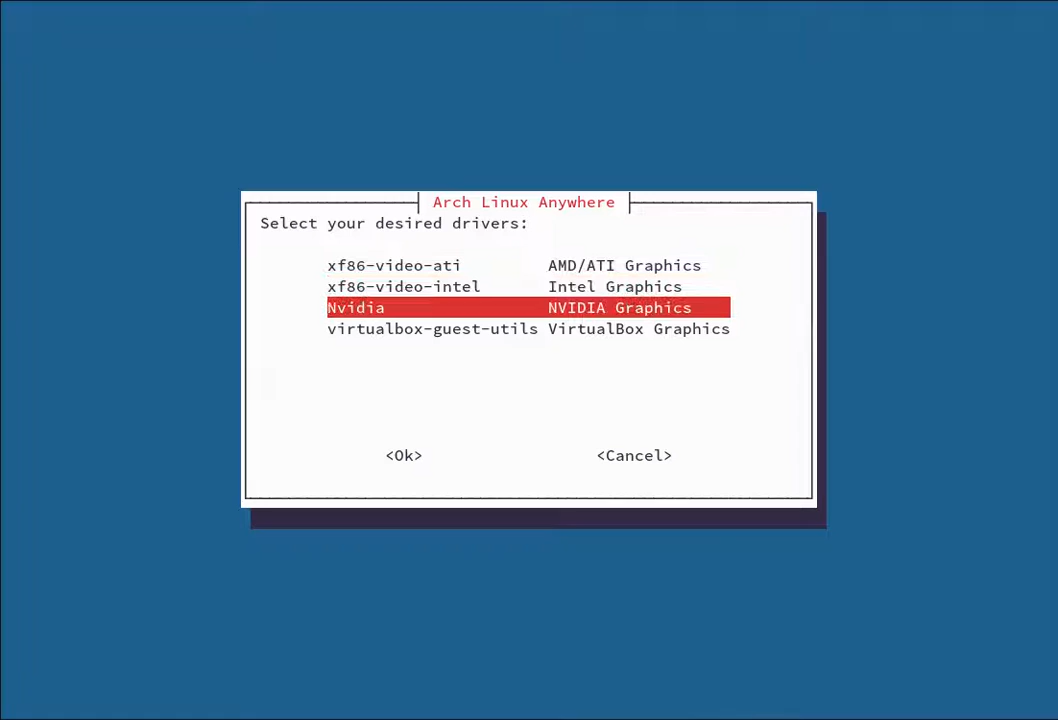 Arch Linux Anywhere
Select your desired drivers:
xf86-video-ati AMD/ATI Graphics
xf86-video-intel Intel Graphics
Nvidia NVIDIA Graphics
virtualbox-guest-utils VirtualBox Graphics
<Ok> <Cancel>